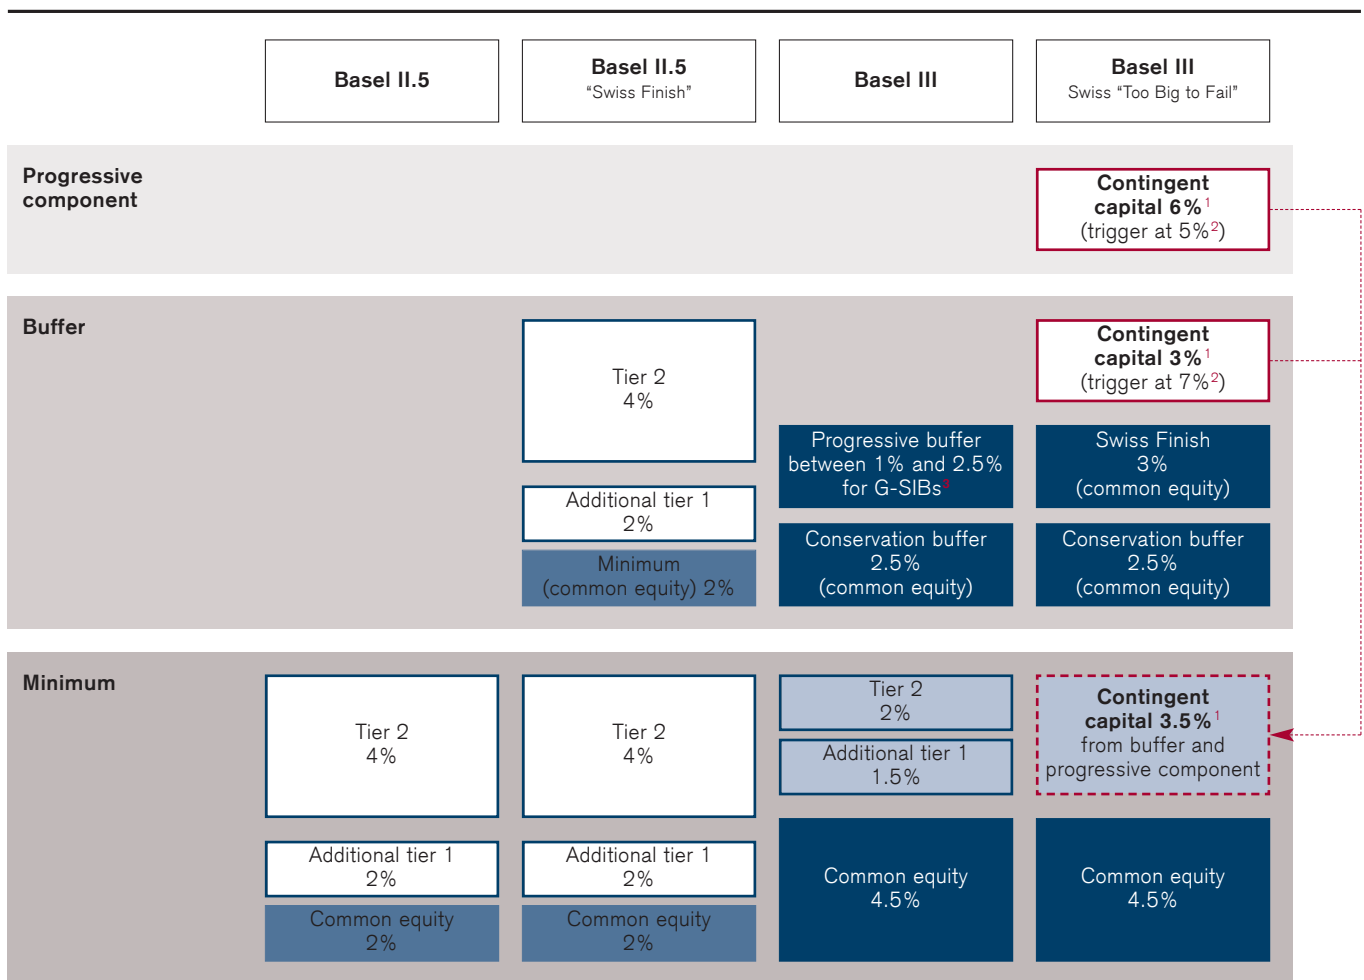 Basel II.5
Basel II.5
“Swiss Finish”
Basel III
Basel III
Swiss “Too Big to Fail”
Progressive
component
Contingent
capital 6%1
(trigger at 5%2)
Buffer
Tier 2
4%
Additional tier 1
2%
Minimum
(common equity) 2%
Progressive buffer
between 1% and 2.5%
for G-SIBs3
Conservation buffer
2.5%
(common equity)
Contingent
capital 3%1
(trigger at 7%2)
Swiss Finish
3%
(common equity)
Conservation buffer
2.5%
(common equity)
Minimum
Tier 2
4%
Additional tier 1
2%
Common equity
2%
Tier 2
4%
Additional tier 1
2%
Common equity
2%
Tier 2
2%
Additional tier 1
1.5%
Common equity
4.5%
Contingent
capital 3.5%1
from buffer and
progressive component
Common equity
4.5%